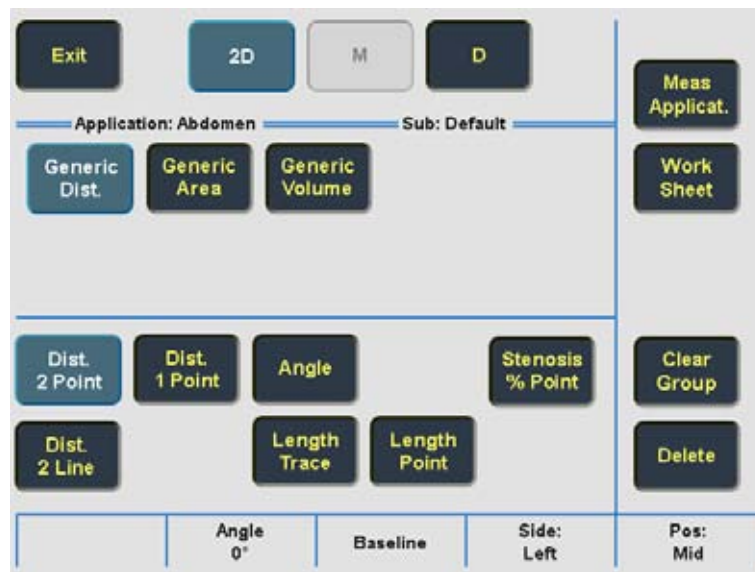 Exit
2D
M
D
Meas
Applicat.
Application: Abdomen
Sub: Default
Generic
Dist.
Generic
Area
Generic
Volume
Work
Sheet
Dist.
2 Point
Dist.
1 Point
Angle
Stenosis
% Point
Clear
Group
Dist.
2 Line
Length
Trace
Length
Point
Delete
Angle
0°
Baseline
Side:
Left
Pos:
Mid